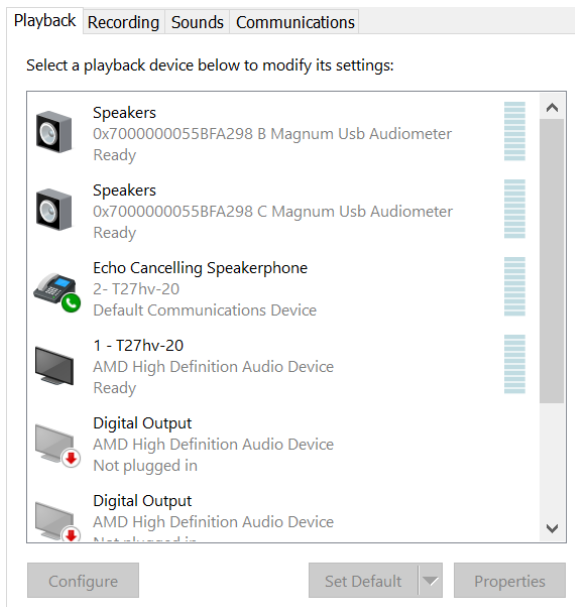 Playback Recording Sounds Communications
Select a playback device below to modify its settings:
Speakers
0x7000000055BFA298 B Magnum Usb Audiometer
Ready
Speakers
0x7000000055BFA298 C Magnum Usb Audiometer
Ready
Echo Cancelling Speakerphone
2- T27hv-20
Default Communications Device
1 - T27hv-20
AMD High Definition Audio Device
Ready
Digital Output
AMD High Definition Audio Device
Not plugged in
Digital Output
AMD High Definition Audio Device
Not plugged in
Configure Set Default Properties